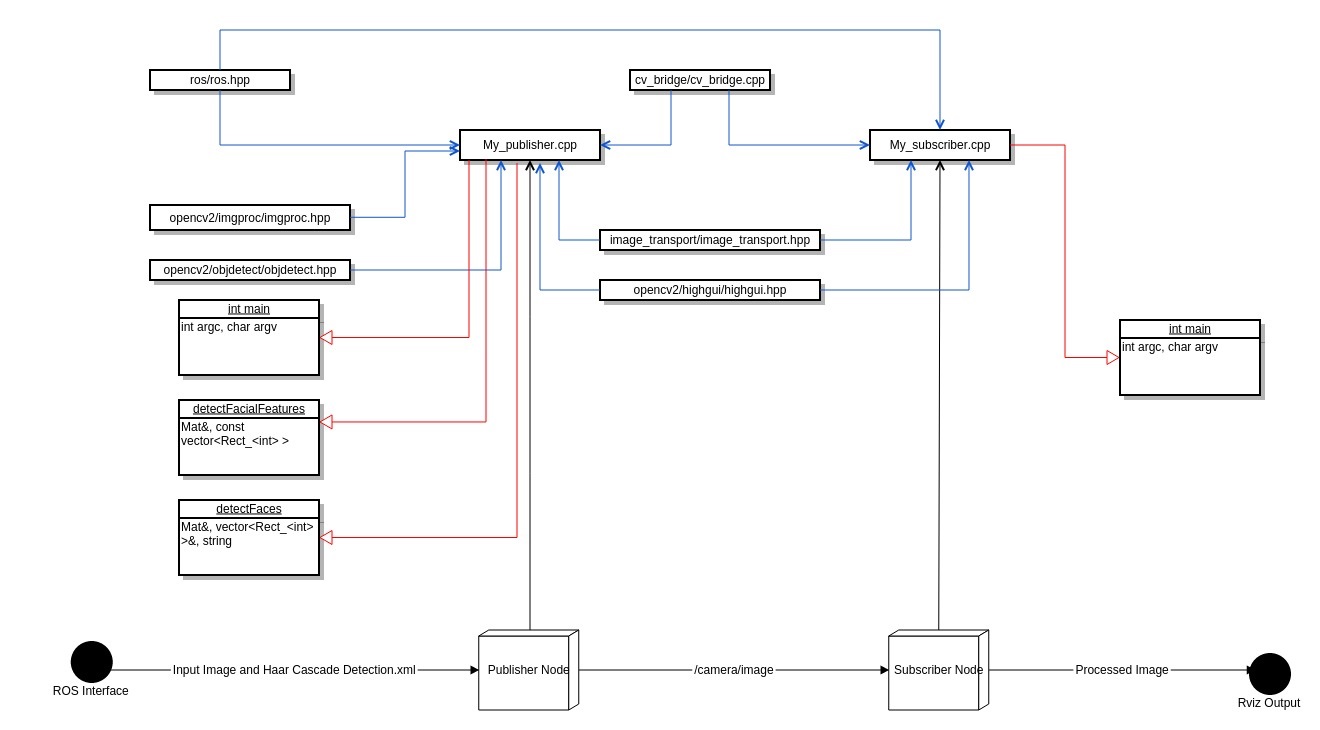 ros/ros.hpp
cv_bridge/cv_bridge.cpp
My_publisher.cpp
My_subscriber.cpp
opencv2/imgproc/imgproc.hpp
image_transport/image_transport.hpp
opencv2/objdetect/objdetect.hpp
opencv2/highgui/highgui.hpp
int main
int argc, char argv
int main
int argc, char argv
detectFacialFeatures
Mat&, const
vector<Rect_<int> >
detectFaces
Mat&, vector<Rect_<int>
>&, string
Input Image and Haar Cascade Detection.xml
Publisher Node
/camera/image
Subscriber Node
Processed Image
ROS Interface
Rviz Output